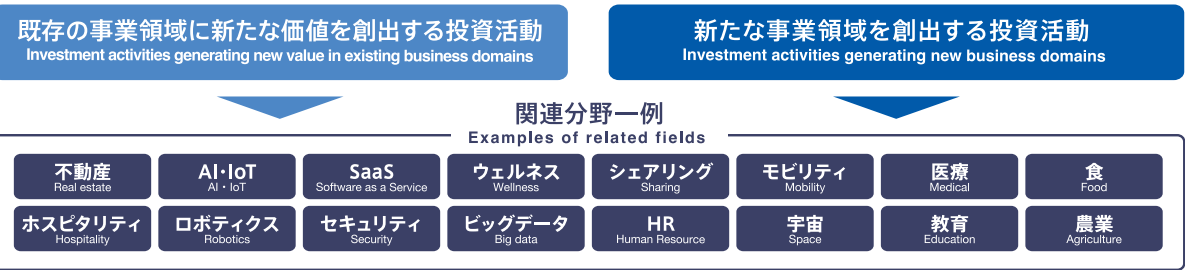 既存の事業領域に新たな価値を創出する投資活動
Investment activities generating new value in existing business domains
新たな事業領域を創出する投資活動
Investment activities generating new business domains
関連分野一例
Examples of related fields
不動産
Real estate
AI·IoT
AI・IoT
SaaS
Software as a Service
ウェルネス
Wellness
シェアリング
Sharing
モビリティ
Mobility
医療
Medical
食
Food
ホスピタリティ
Hospitality
ロボティクス
Robotics
セキュリティ
Security
ビッグデータ
Big data
HR
Human Resource
宇宙
Space
教育
Education
農業
Agriculture